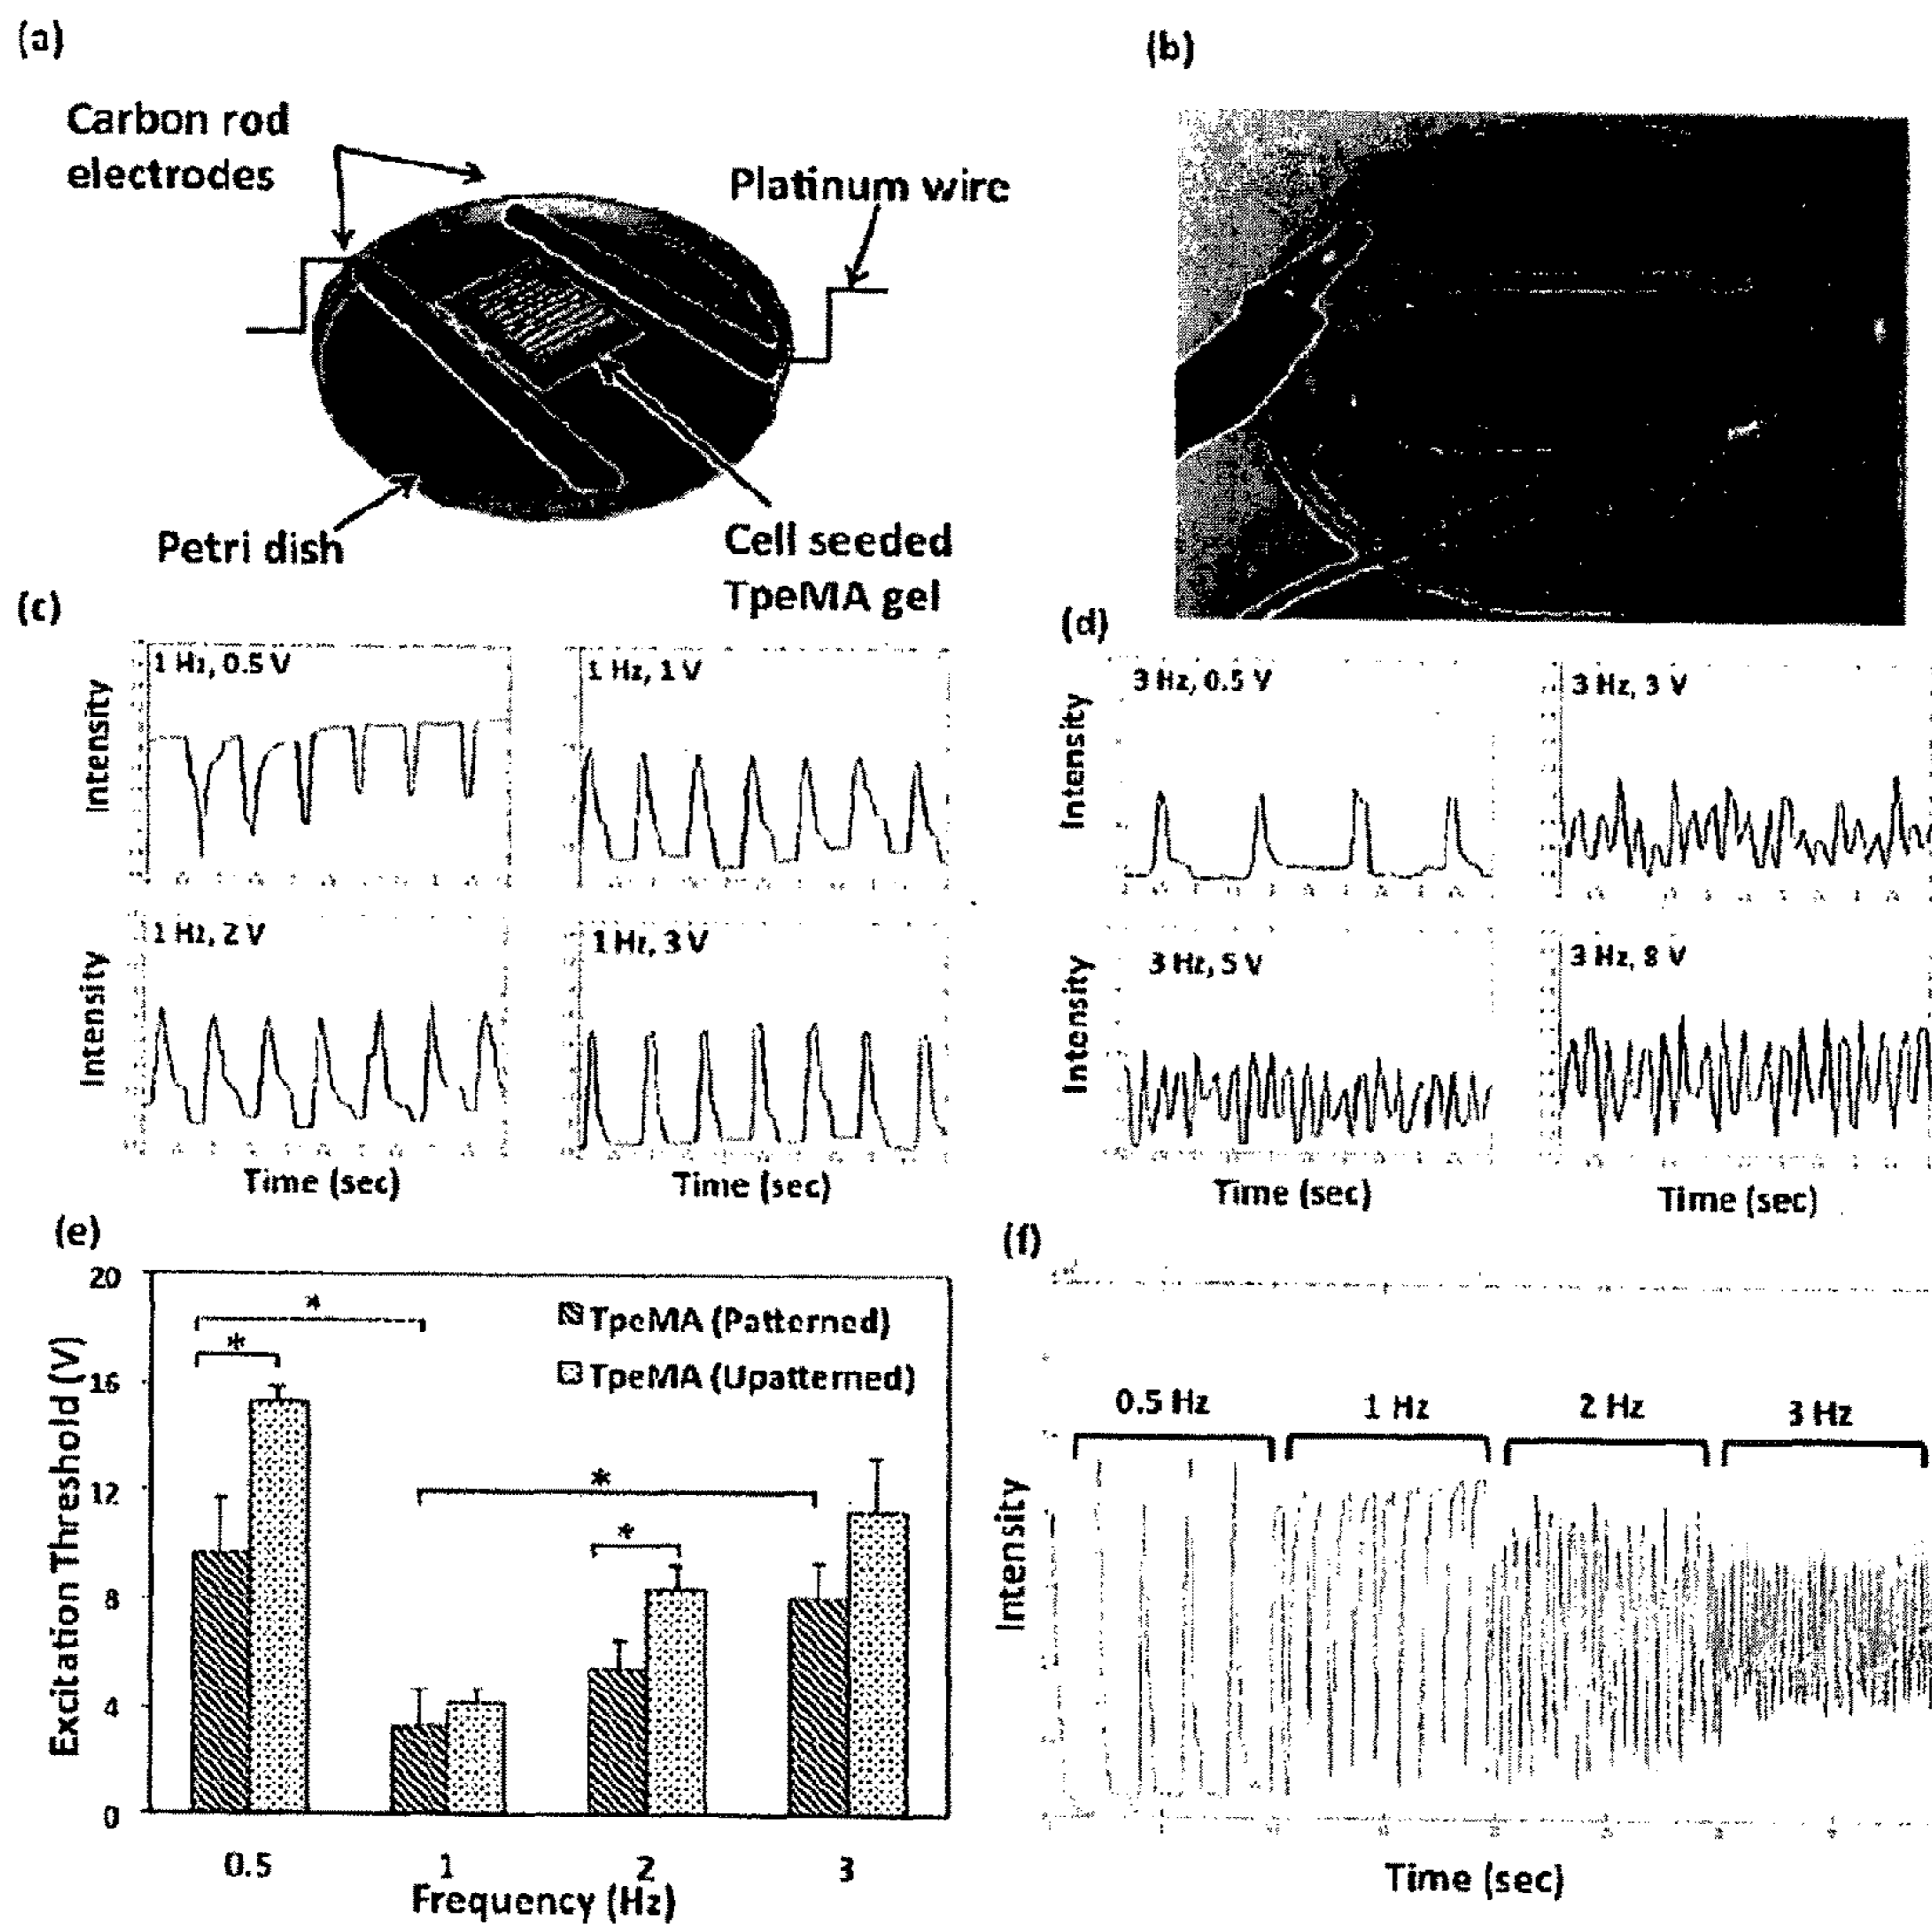 (a)
Carbon rod
electrodes
Platinum wire
Petri dish
Cell seeded
TpeMA gel
(b)
(c)
Intensity
1 Hz, 0.5 V
1 Hz, 1 V
Intensity
1 Hz, 2 V
1 Hz, 3 V
Time (sec)
Time (sec)
(d)
Intensity
3 Hz, 0.5 V
3 Hz, 3 V
Intensity
3 Hz, 5 V
3 Hz, 8 V
Time (sec)
Time (sec)
(e)
Excitation Threshold (V)
20
16
12
8
4
0
*
*
*
*
TpeMA (Patterned)
TpeMA (Upatterned)
0.5
1
2
3
Frequency (Hz)
(f)
Intensity
0.5 Hz
1 Hz
2 Hz
3 Hz
Time (sec)